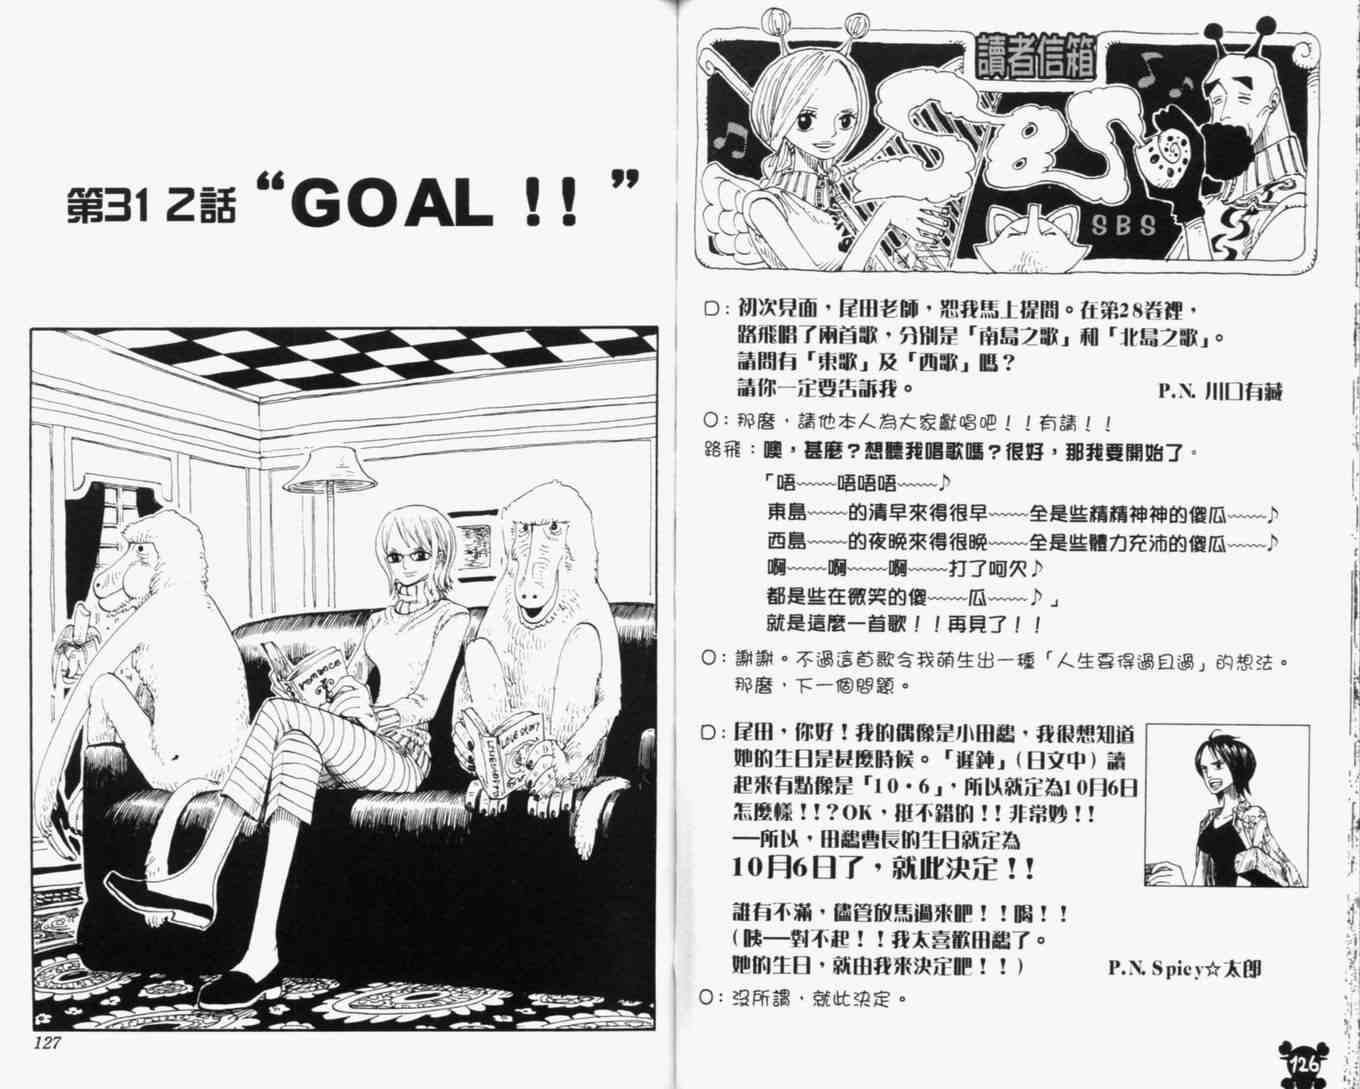 讀者信箱
SBS
SBS
D：初次見面，尾田老師，恕我馬上提問。在第28卷裡，
路飛唱了兩首歌，分別是「南島之歌」和「北島之歌」。
請問有「東歌」及「西歌」嗎？
請你一定要告訴我。
P.N. 川口有藏
O：那麼，請他本人為大家獻唱吧！！有請！！
路飛：噢，甚麼？想聽我唱歌嗎？很好，那我要開始了。
「唔~~~~唔唔唔~~~~♪
東島~~~~的清早來得很早~~~~全是些精精神神的傻瓜~~~~♪
西島~~~~的夜晚來得很晚~~~~全是些體力充沛的傻瓜~~~~♪
啊~~~~啊~~~~啊~~~~打了呵欠♪
都是些在微笑的傻~~~~瓜~~~~♪」
就是這麼一首歌！！再見了！！
O：謝謝。不過這首歌令我萌生出一種「人生要得過且過」的想法。
那麼，下一個問題。
D：尾田，你好！我的偶像是小田鷸，我很想知道
她的生日是甚麼時候。「遲鈍」（日文中）讀
起來有點像是「10・6」，所以就定為10月6日
怎麼樣！！？OK，挺不錯的！！非常妙！！
──所以，田鷸曹長的生日就定為
10月6日了，就此決定！！
誰有不滿，儘管放馬過來吧！！喝！！
（咦──對不起！！我太喜歡田鷸了。
她的生日，就由我來決定吧！！）
P.N. Spicy☆太郎
O：沒所謂，就此決定。
126
第312話 “GOAL！！”
romance
Love story
127